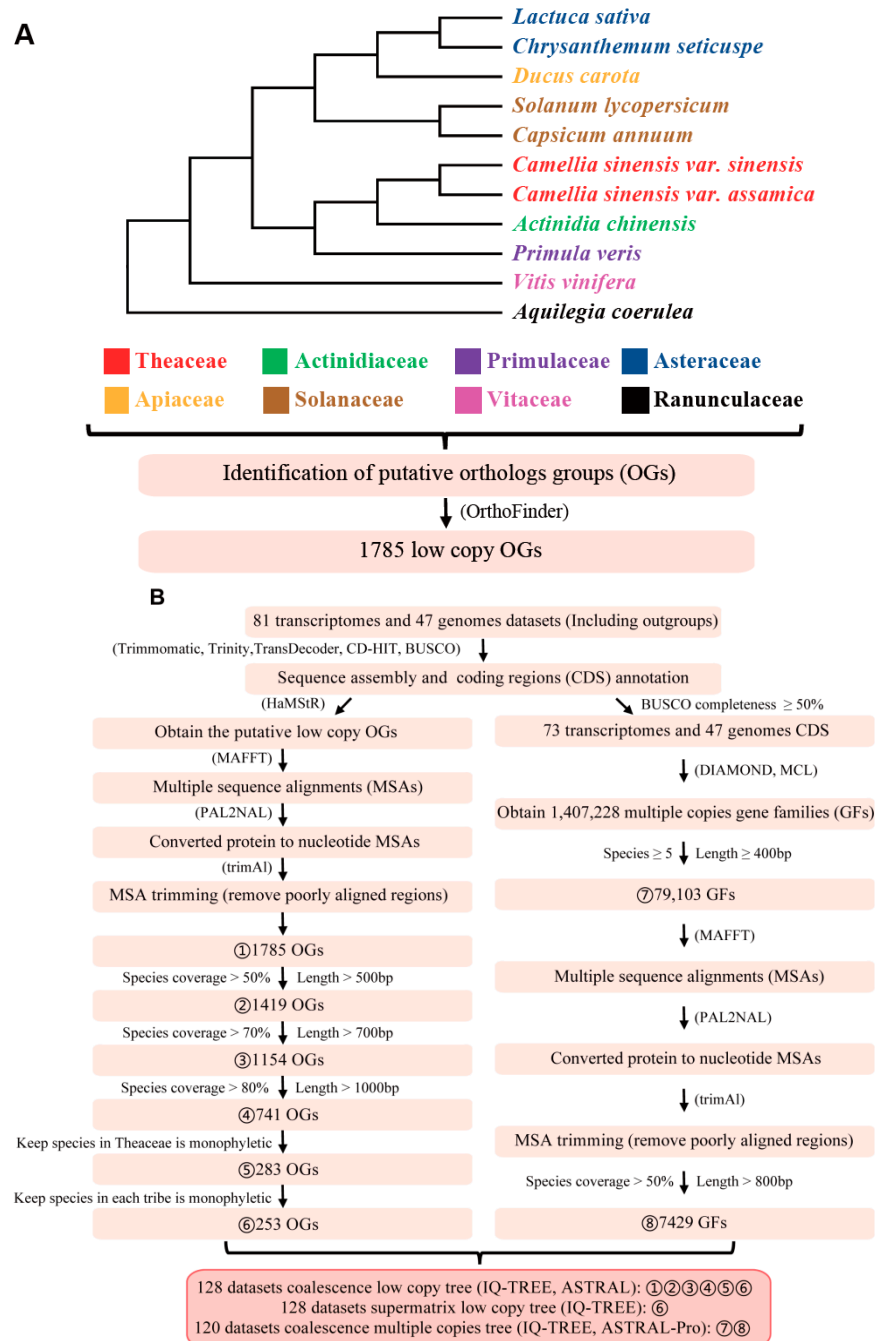 A
Lactuca sativa
Chrysanthemum seticuspe
Ducus carota
Solanum lycopersicum
Capsicum annuum
Camellia sinensis var. sinensis
Camellia sinensis var. assamica
Actinidia chinensis
Primula veris
Vitis vinifera
Aquilegia coerulea
Theaceae Actinidiaceae Primulaceae Asteraceae
Apiaceae Solanaceae Vitaceae Ranunculaceae
Identification of putative orthologs groups (OGs)
(OrthoFinder)
1785 low copy OGs
B
81 transcriptomes and 47 genomes datasets (Including outgroups)
(Trimmomatic, Trinity,TransDecoder, CD-HIT, BUSCO)
Sequence assembly and coding regions (CDS) annotation
(HaMStR)
Obtain the putative low copy OGs
(MAFFT)
Multiple sequence alignments (MSAs)
(PAL2NAL)
Converted protein to nucleotide MSAs
(trimAl)
MSA trimming (remove poorly aligned regions)
①1785 OGs
Species coverage > 50% Length > 500bp
②1419 OGs
Species coverage > 70% Length > 700bp
③1154 OGs
Species coverage > 80% Length > 1000bp
④741 OGs
Keep species in Theaceae is monophyletic
⑤283 OGs
Keep species in each tribe is monophyletic
⑥253 OGs
BUSCO completeness ≥ 50%
73 transcriptomes and 47 genomes CDS
(DIAMOND, MCL)
Obtain 1,407,228 multiple copies gene families (GFs)
Species ≥ 5 Length ≥ 400bp
⑦79,103 GFs
(MAFFT)
Multiple sequence alignments (MSAs)
(PAL2NAL)
Converted protein to nucleotide MSAs
(trimAl)
MSA trimming (remove poorly aligned regions)
Species coverage > 50% Length > 800bp
⑧7429 GFs
128 datasets coalescence low copy tree (IQ-TREE, ASTRAL): ①②③④⑤⑥
128 datasets supermatrix low copy tree (IQ-TREE): ⑥
120 datasets coalescence multiple copies tree (IQ-TREE, ASTRAL-Pro): ⑦⑧